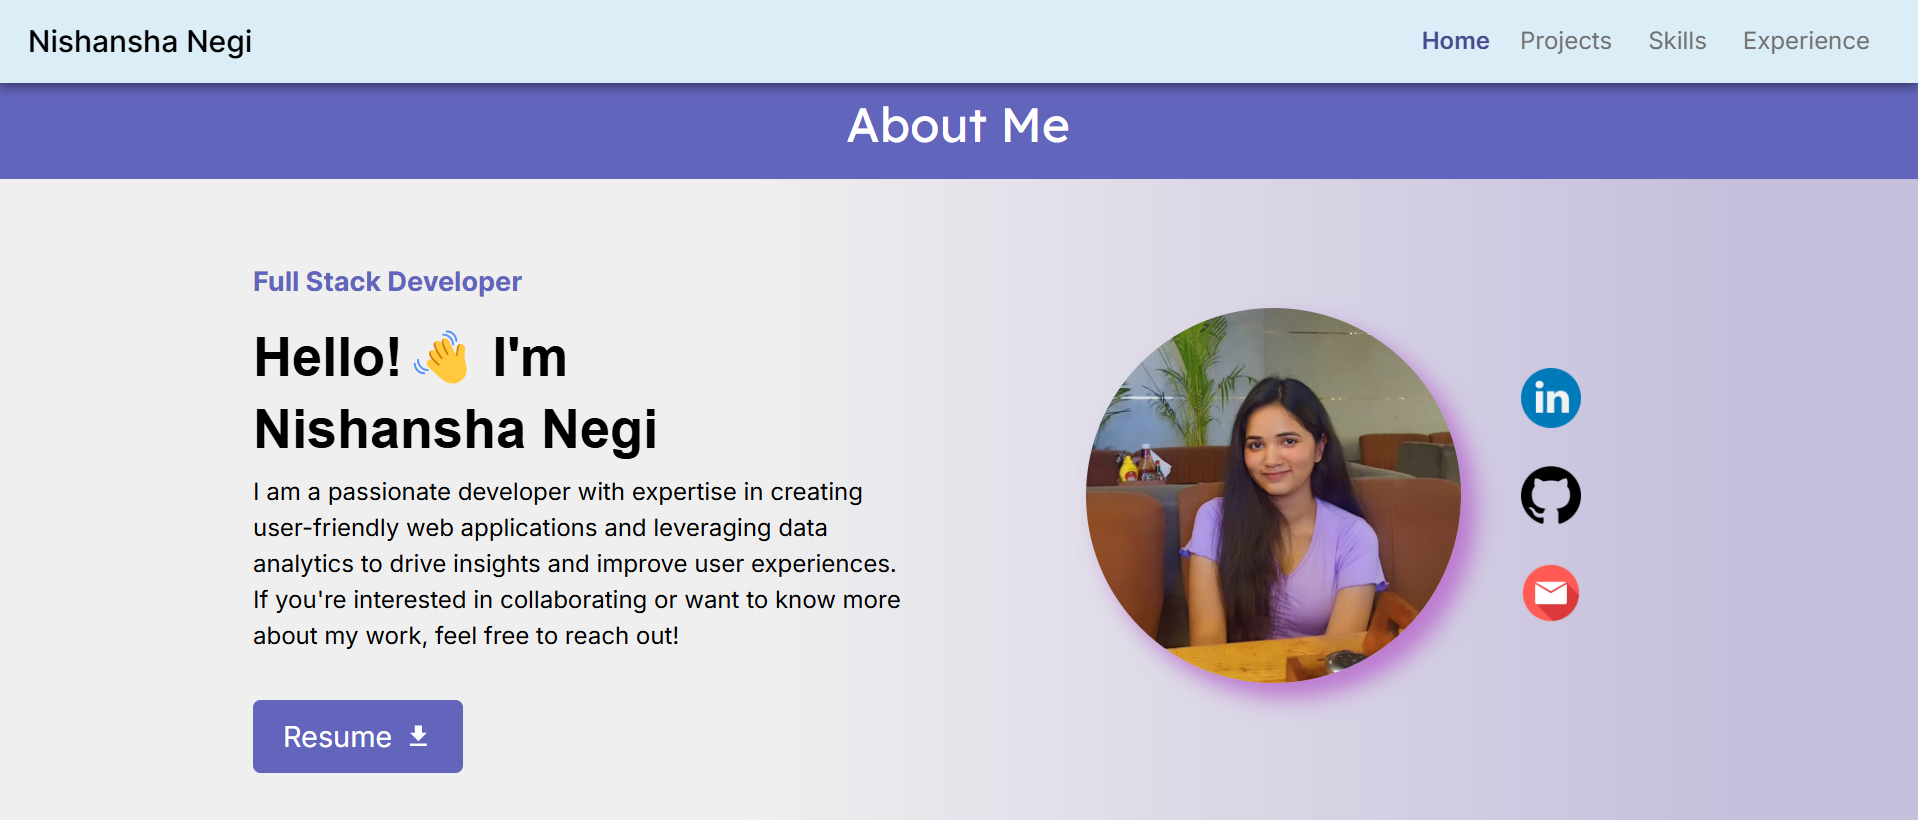 Nishansha Negi
Home Projects Skills Experience
About Me
Full Stack Developer
Hello! 👋 I'm
Nishansha Negi
I am a passionate developer with expertise in creating
user-friendly web applications and leveraging data
analytics to drive insights and improve user experiences.
If you're interested in collaborating or want to know more
about my work, feel free to reach out!
Resume
in